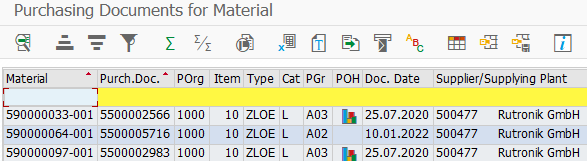 Purchasing Documents for Material
Material Purch.Doc. POrg Item Type Cat PGr POH Doc. Date Supplier/Supplying Plant
590000033-001 5500002566 1000 10 ZLOE L A03 25.07.2020 500477 Rutronik GmbH
590000064-001 5500005716 1000 10 ZLOE L A02 10.01.2022 500477 Rutronik GmbH
590000097-001 5500002983 1000 10 ZLOE L A03 25.07.2020 500477 Rutronik GmbH